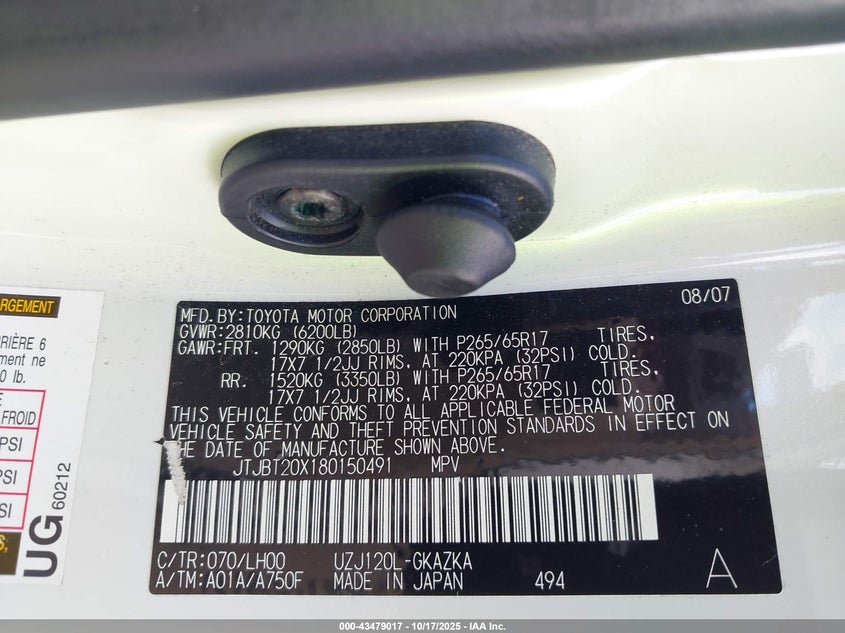 RGEMENT
RRIÈRE 6
ement ne
0 lb.
FROID
PSI
PSI
SI
UG 60212
MFD. BY: TOYOTA MOTOR CORPORATION 08/07
GVWR: 2810KG (6200LB)
GAWR: FRT. 1290KG (2850LB) WITH P265/65R17 TIRES,
17X7 1/2JJ RIMS, AT 220KPA (32PSI) COLD.
RR. 1520KG (3350LB) WITH P265/65R17 TIRES,
17X7 1/2JJ RIMS, AT 220KPA (32PSI) COLD.
THIS VEHICLE CONFORMS TO ALL APPLICABLE FEDERAL MOTOR
VEHICLE SAFETY AND THEFT PREVENTION STANDARDS IN EFFECT ON
THE DATE OF MANUFACTURE SHOWN ABOVE.
JTJBT20X180150491 MPV
C/TR: 070/LH00 UZJ120L-GKAZKA
A/TM: A01A/A750F MADE IN JAPAN 494 A
000-43479017 - 10/17/2025 - IAA Inc.